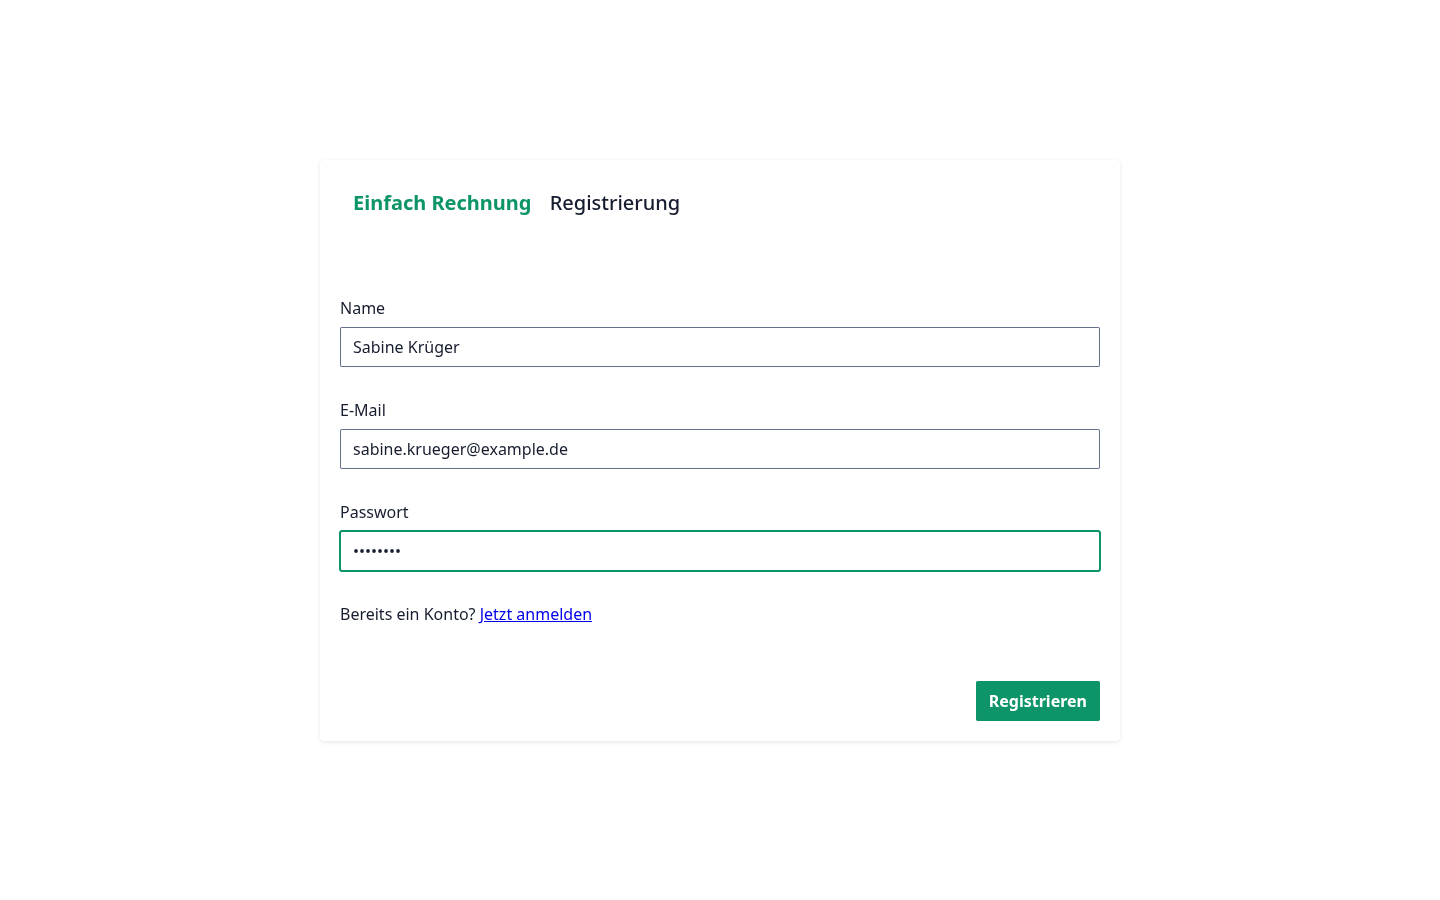 Einfach Rechnung Registrierung
Name
Sabine Krüger
E-Mail
sabine.krueger@example.de
Passwort
••••••••
Bereits ein Konto? Jetzt anmelden
Registrieren